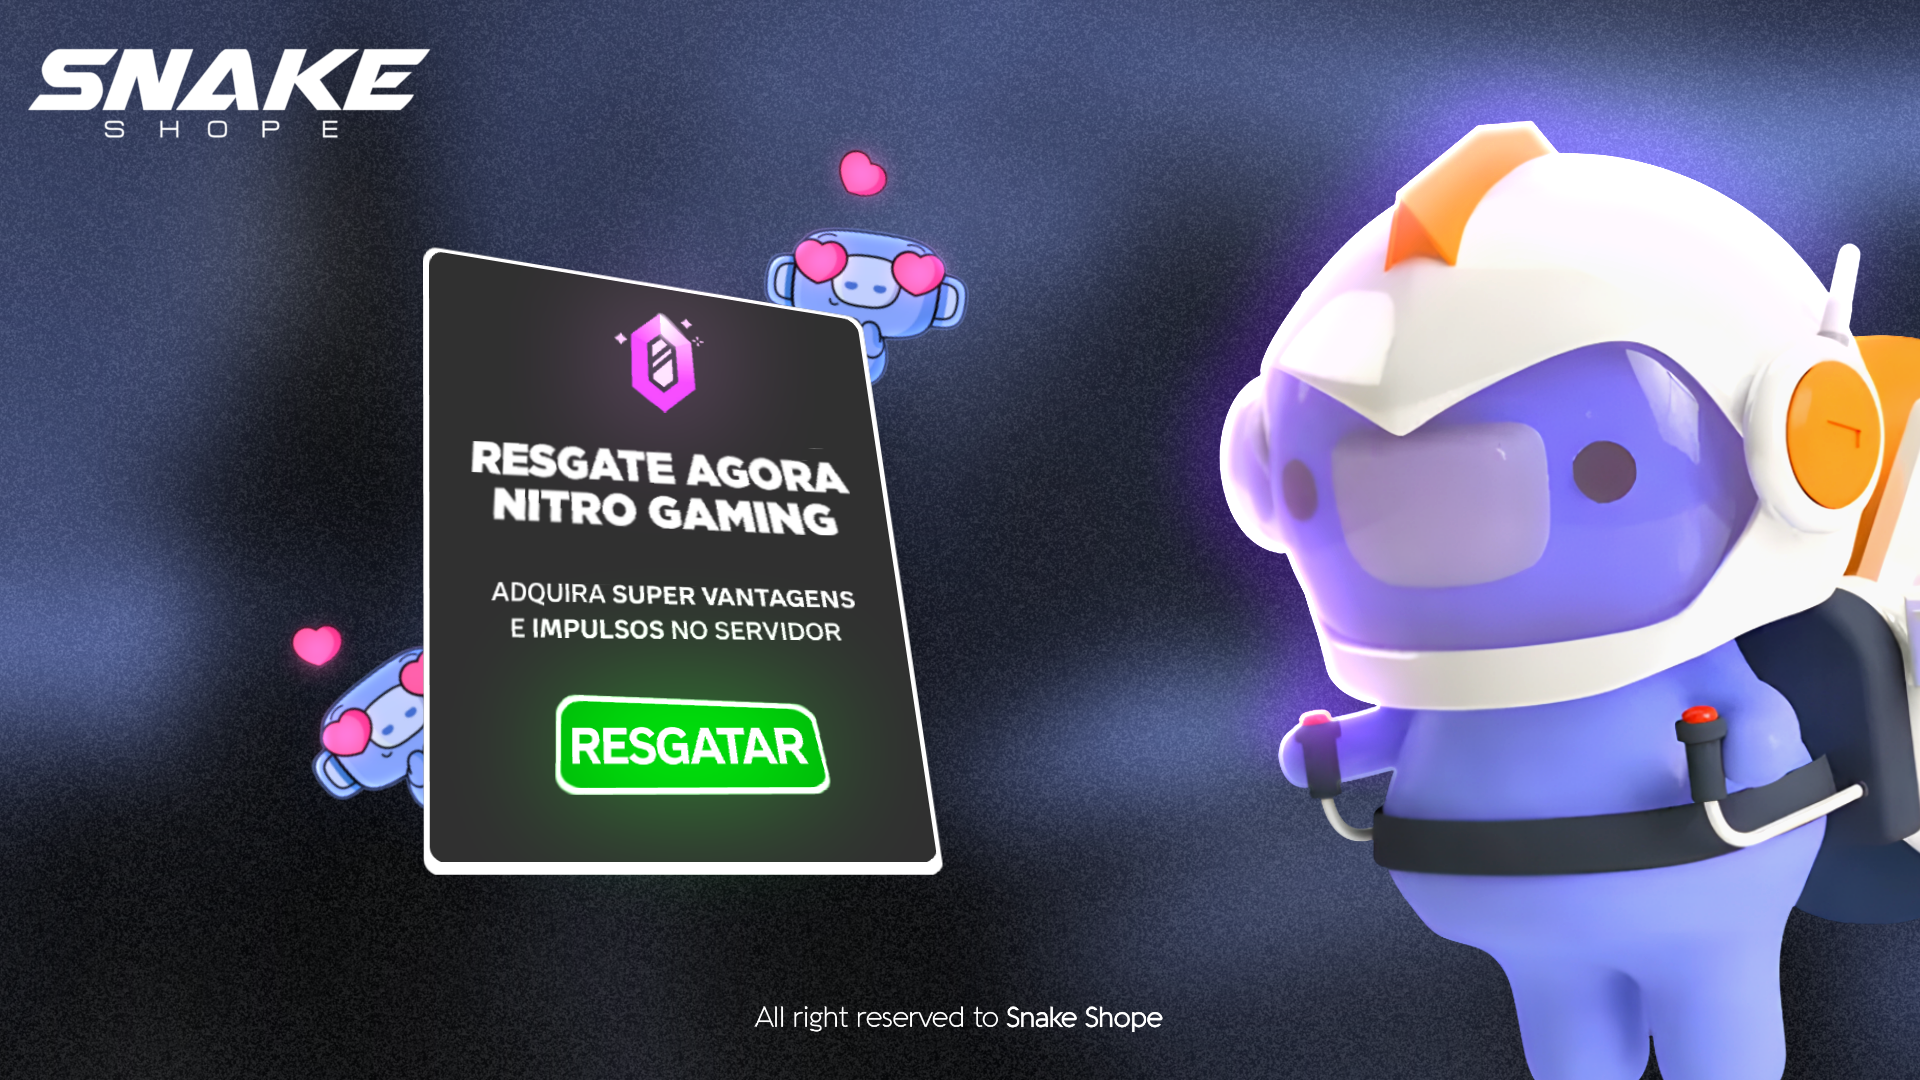 SNAKE
SHOPE
RESGATE AGORA
NITRO GAMING
ADQUIRA SUPER VANTAGENS
E IMPULSOS NO SERVIDOR
RESGATAR
All right reserved to Snake Shope